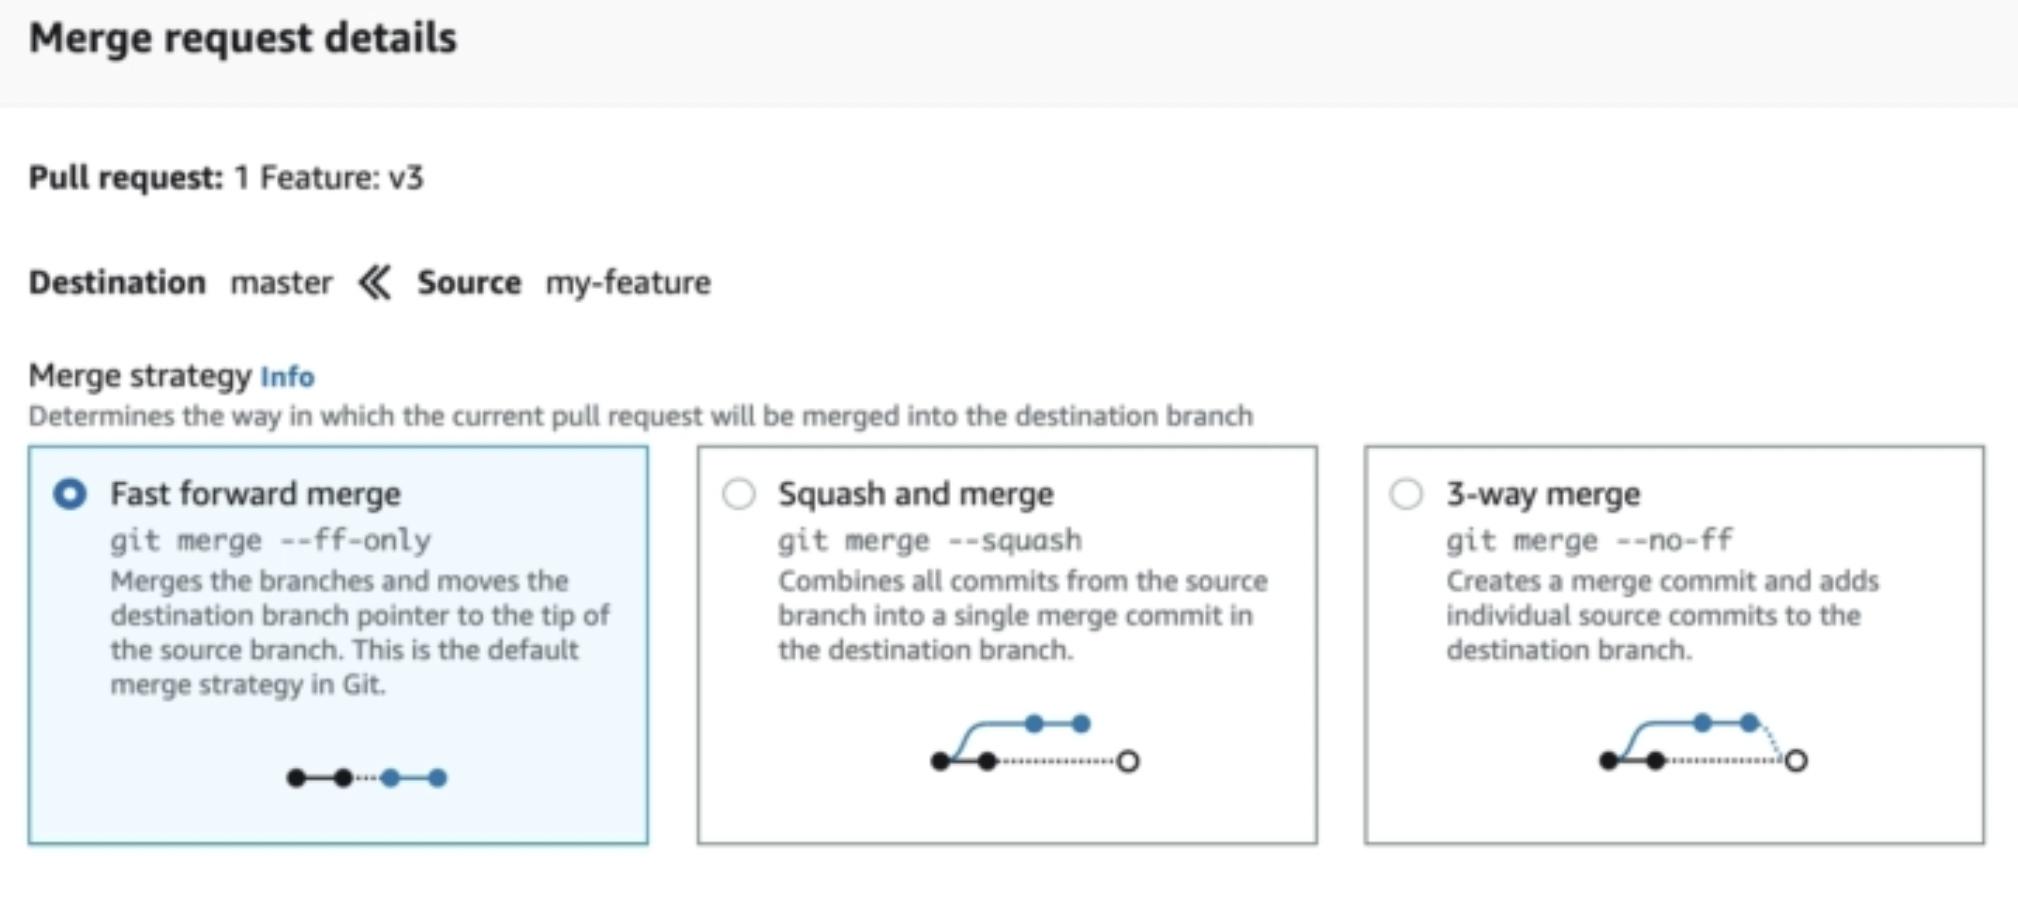 Merge request details
Pull request: 1 Feature: v3
Destination master Source my-feature
Merge strategy Info
Determines the way in which the current pull request will be merged into the destination branch
Fast forward merge
git merge --ff-only
Merges the branches and moves the
destination branch pointer to the tip of
the source branch. This is the default
merge strategy in Git.
Squash and merge
git merge --squash
Combines all commits from the source
branch into a single merge commit in
the destination branch.
3-way merge
git merge --no-ff
Creates a merge commit and adds
individual source commits to the
destination branch.